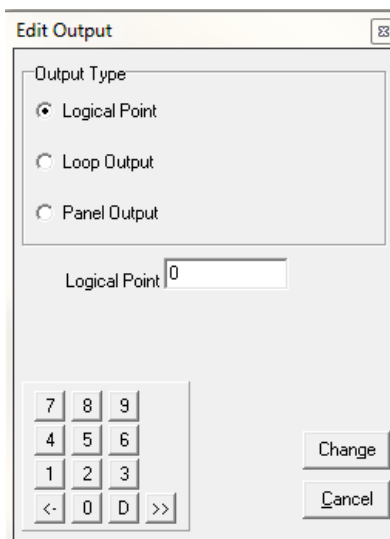 Edit Output
Output Type
Logical Point
Loop Output
Panel Output
Logical Point 0
7 8 9
4 5 6
1 2 3
<- 0 D >>
Change
Cancel